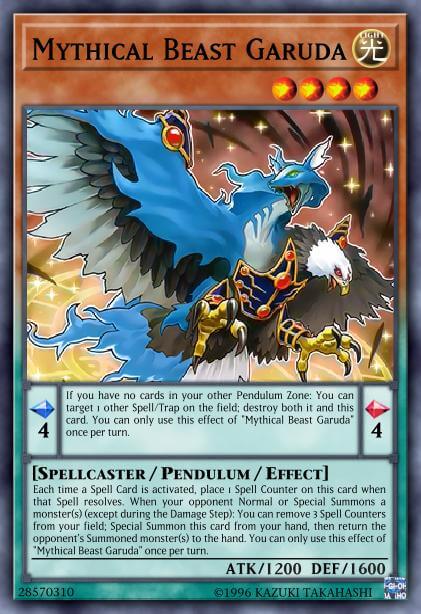 MYTHICAL BEAST GARUDA
LIGHT
光
If you have no cards in your other Pendulum Zone: You can
target 1 other Spell/Trap on the field; destroy both it and this
card. You can only use this effect of "Mythical Beast Garuda"
once per turn.
4
4
[SPELLCASTER / PENDULUM / EFFECT]
Each time a Spell Card is activated, place 1 Spell Counter on this card when
that Spell resolves. When your opponent Normal or Special Summons a
monster(s) (except during the Damage Step): You can remove 3 Spell Counters
from your field; Special Summon this card from your hand, then return the
opponent's Summoned monster(s) to the hand. You can only use this effect of
"Mythical Beast Garuda" once per turn.
ATK/1200 DEF/1600
28570310
©1996 KAZUKI TAKAHASHI